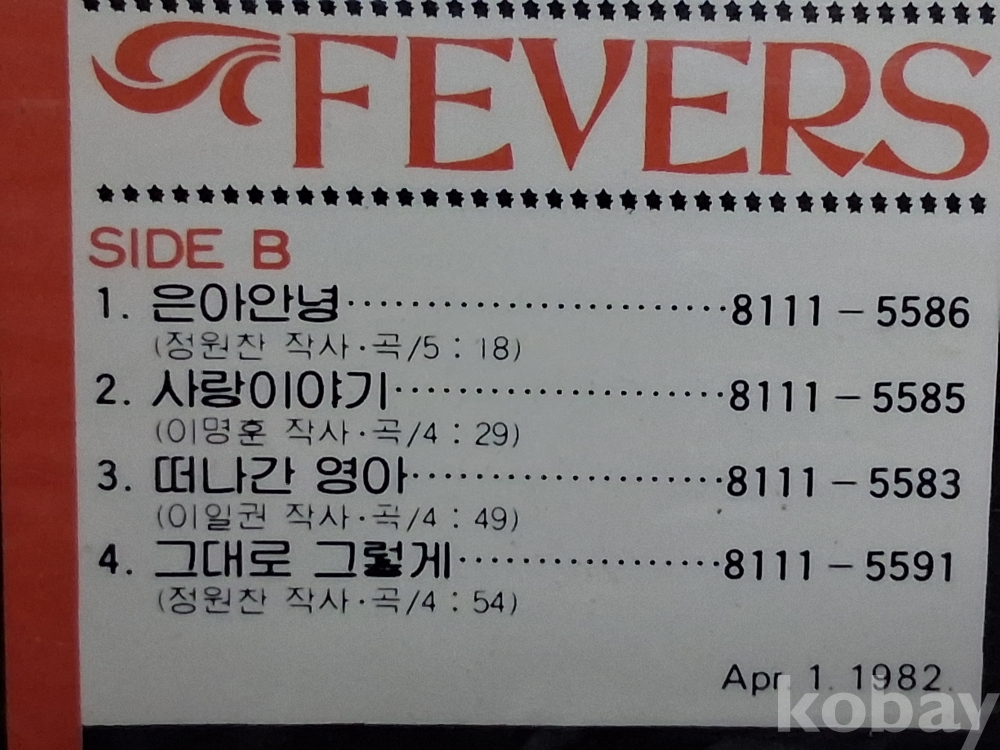 FEVERS
SIDE B
1. 은아안녕·····················8111 – 5586
(정원찬 작사·곡/5 : 18)
2. 사랑이야기··················8111 – 5585
(이명훈 작사·곡/4 : 29)
3. 떠나간 영아·················8111 – 5583
(이일권 작사·곡/4 : 49)
4. 그대로 그렇게···············8111 – 5591
(정원찬 작사·곡/4 : 54)
Apr. 1. 1982.
kobay